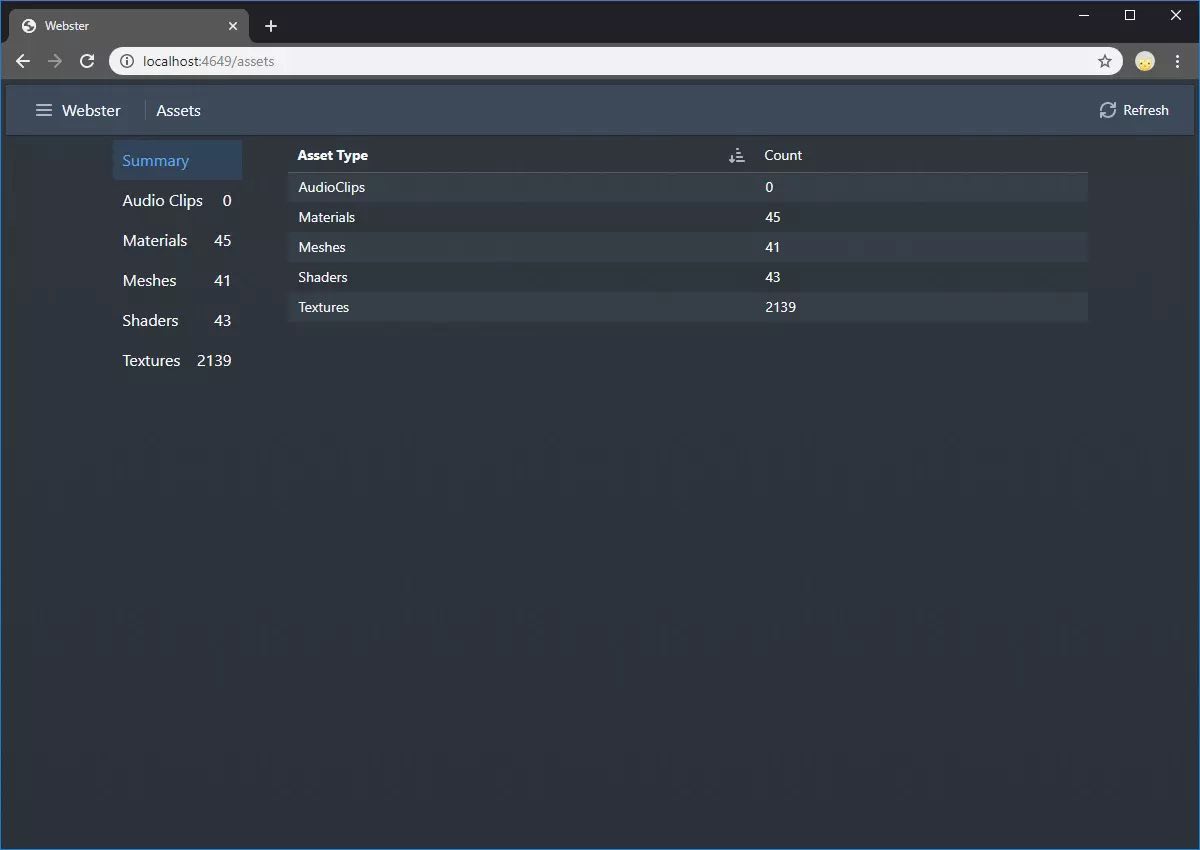 Webster
localhost:4649/assets
Webster Assets Refresh
Summary
Audio Clips 0
Materials 45
Meshes 41
Shaders 43
Textures 2139
Asset Type Count
AudioClips 0
Materials 45
Meshes 41
Shaders 43
Textures 2139